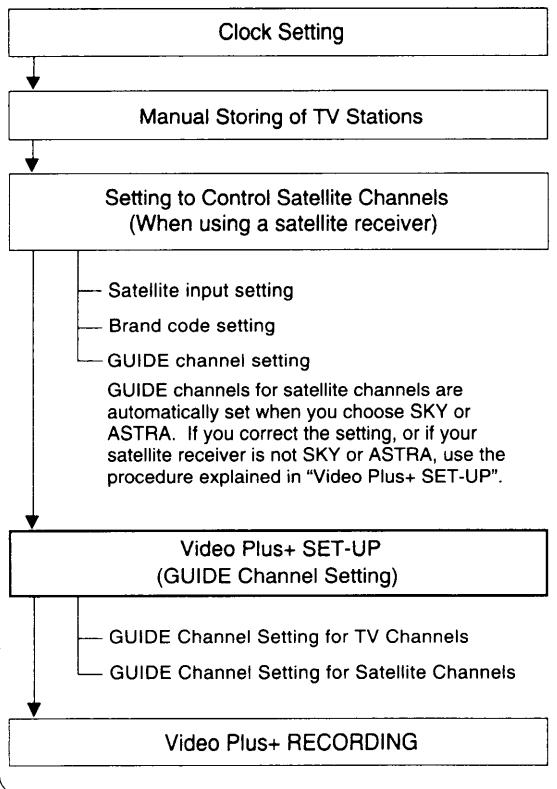 Clock Setting
Manual Storing of TV Stations
Setting to Control Satellite Channels
(When using a satellite receiver)
Satellite input setting
Brand code setting
GUIDE channel setting
GUIDE channels for satellite channels are
automatically set when you choose SKY or
ASTRA. If you correct the setting, or if your
satellite receiver is not SKY or ASTRA, use the
procedure explained in “Video Plus+ SET-UP”.
Video Plus+ SET-UP
(GUIDE Channel Setting)
GUIDE Channel Setting for TV Channels
GUIDE Channel Setting for Satellite Channels
Video Plus+ RECORDING